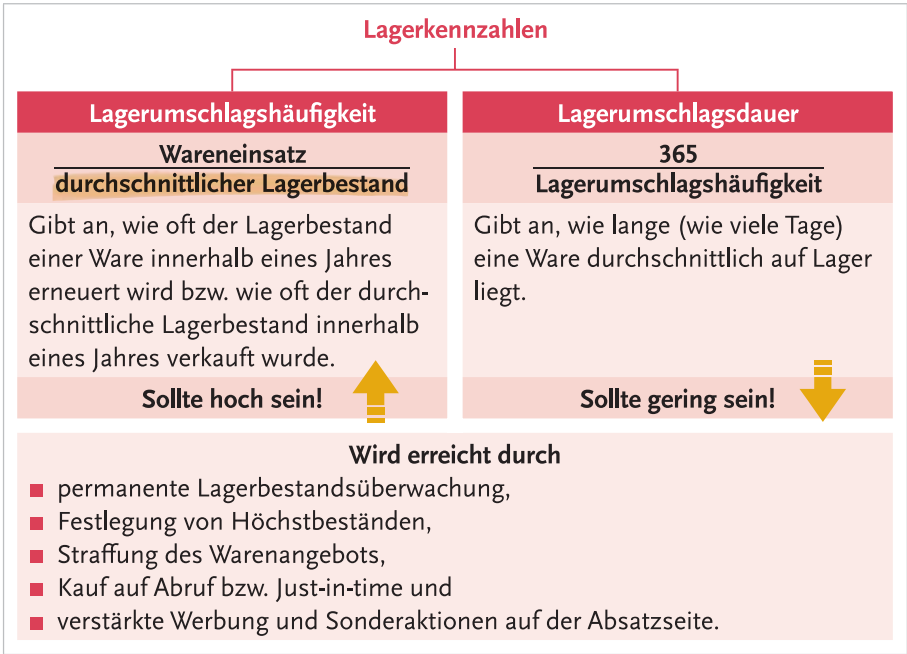 Lagerkennzahlen
Lagerumschlagshäufigkeit
Wareneinsatz
durchschnittlicher Lagerbestand
Gibt an, wie oft der Lagerbestand
einer Ware innerhalb eines Jahres
erneuert wird bzw. wie oft der durch-
schnittliche Lagerbestand innerhalb
eines Jahres verkauft wurde.
Sollte hoch sein!
Lagerumschlagsdauer
365
Lagerumschlagshäufigkeit
Gibt an, wie lange (wie viele Tage)
eine Ware durchschnittlich auf Lager
liegt.
Sollte gering sein!
Wird erreicht durch
■ permanente Lagerbestandsüberwachung,
■ Festlegung von Höchstbeständen,
■ Straffung des Warenangebots,
■ Kauf auf Abruf bzw. Just-in-time und
■ verstärkte Werbung und Sonderaktionen auf der Absatzseite.